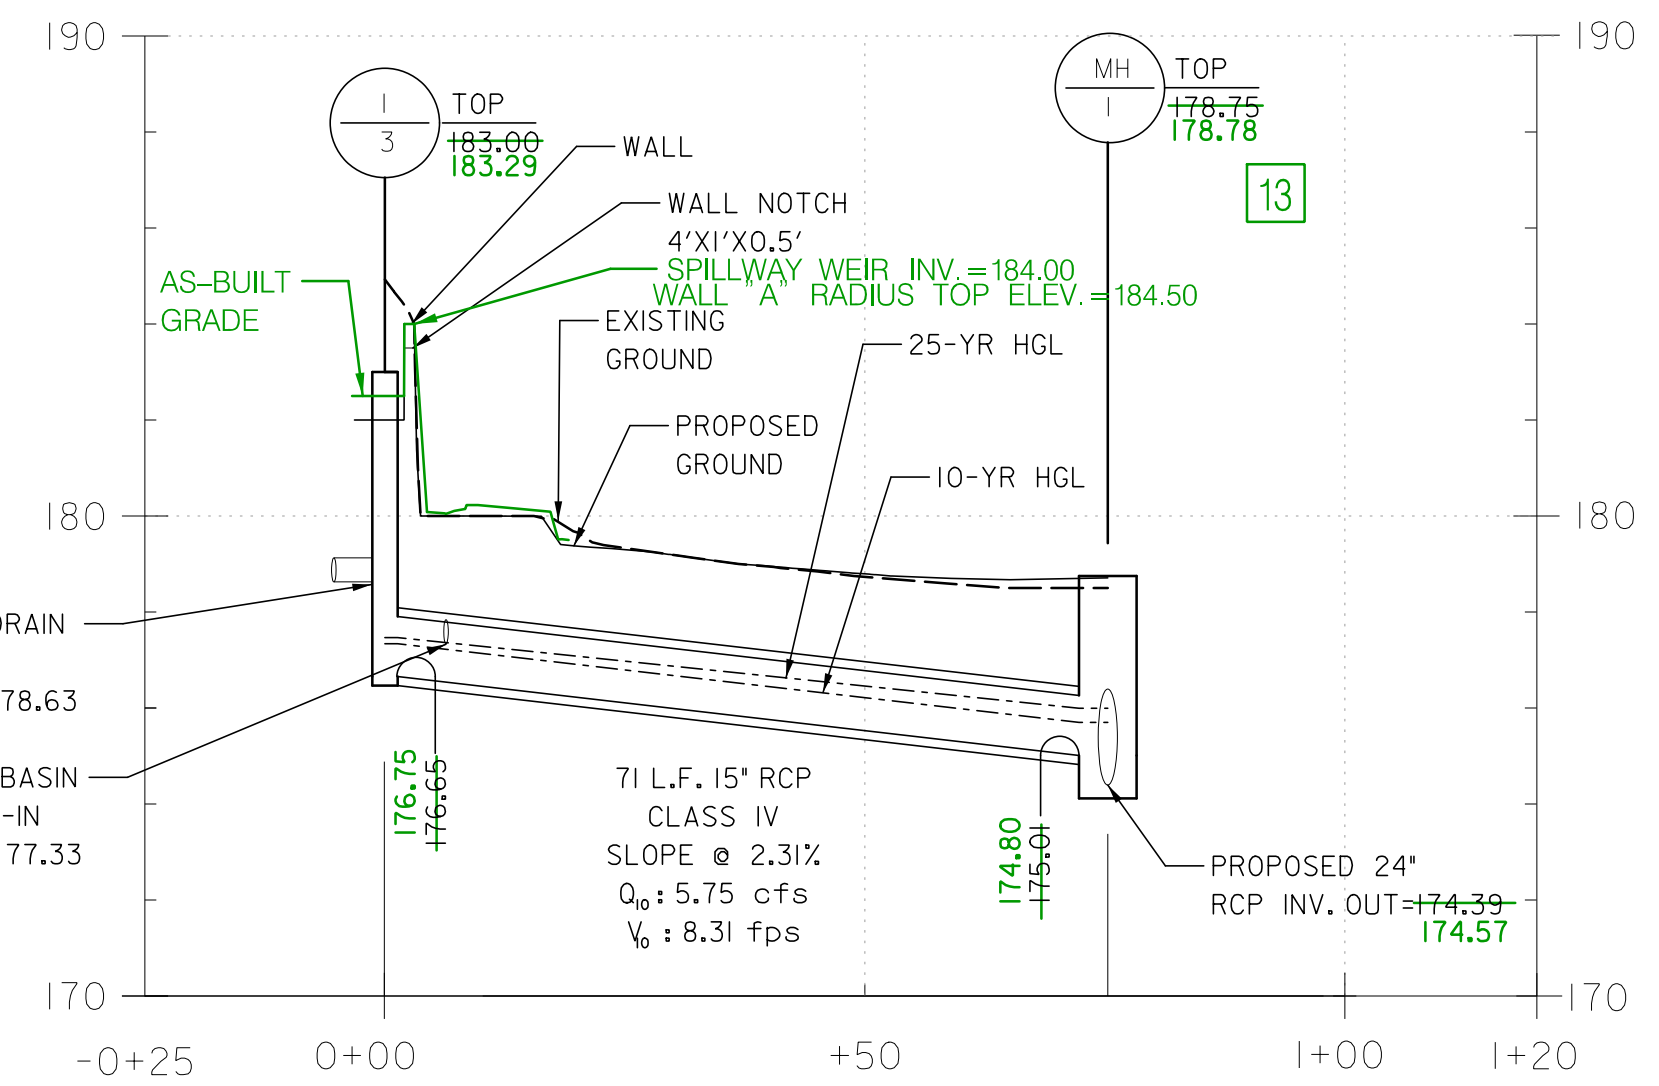 190
190
1
3
TOP
183.00
183.29
MH
1
TOP
178.75
178.78
13
WALL
WALL NOTCH
4'X1'X0.5'
SPILLWAY WEIR INV.=184.00
WALL "A" RADIUS TOP ELEV.=184.50
AS-BUILT
GRADE
EXISTING
GROUND
25-YR HGL
PROPOSED
GROUND
10-YR HGL
180
180
DRAIN
78.63
BASIN
-IN
77.33
176.75
176.65
71 L.F. 15" RCP
CLASS IV
SLOPE @ 2.31%
Q10: 5.75 cfs
V10 : 8.31 fps
174.80
175.01
PROPOSED 24"
RCP INV. OUT=174.39
174.57
170
170
-0+25
0+00
+50
1+00
1+20